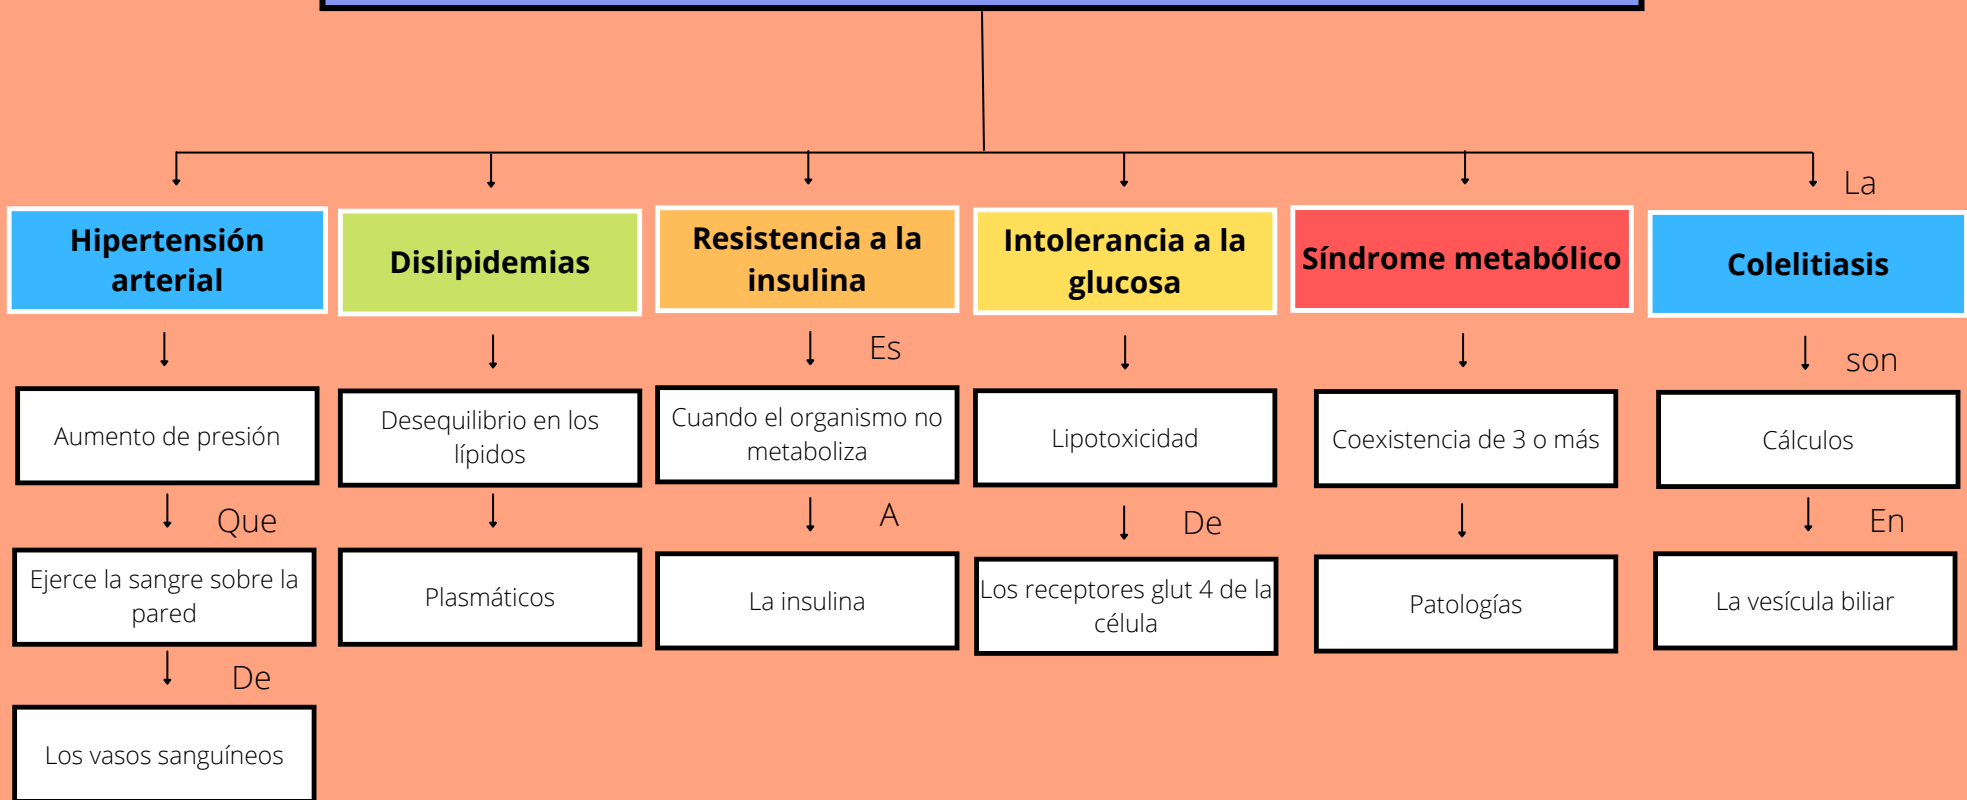 La
Hipertensión
arterial
Dislipidemias
Resistencia a la
insulina
Intolerancia a la
glucosa
Síndrome metabólico
Colelitiasis
Es
son
Aumento de presión
Desequilibrio en los
lípidos
Cuando el organismo no
metaboliza
Lipotoxicidad
Coexistencia de 3 o más
Cálculos
Que
A
De
En
Ejerce la sangre sobre la
pared
Plasmáticos
La insulina
Los receptores glut 4 de la
célula
Patologías
La vesícula biliar
De
Los vasos sanguíneos